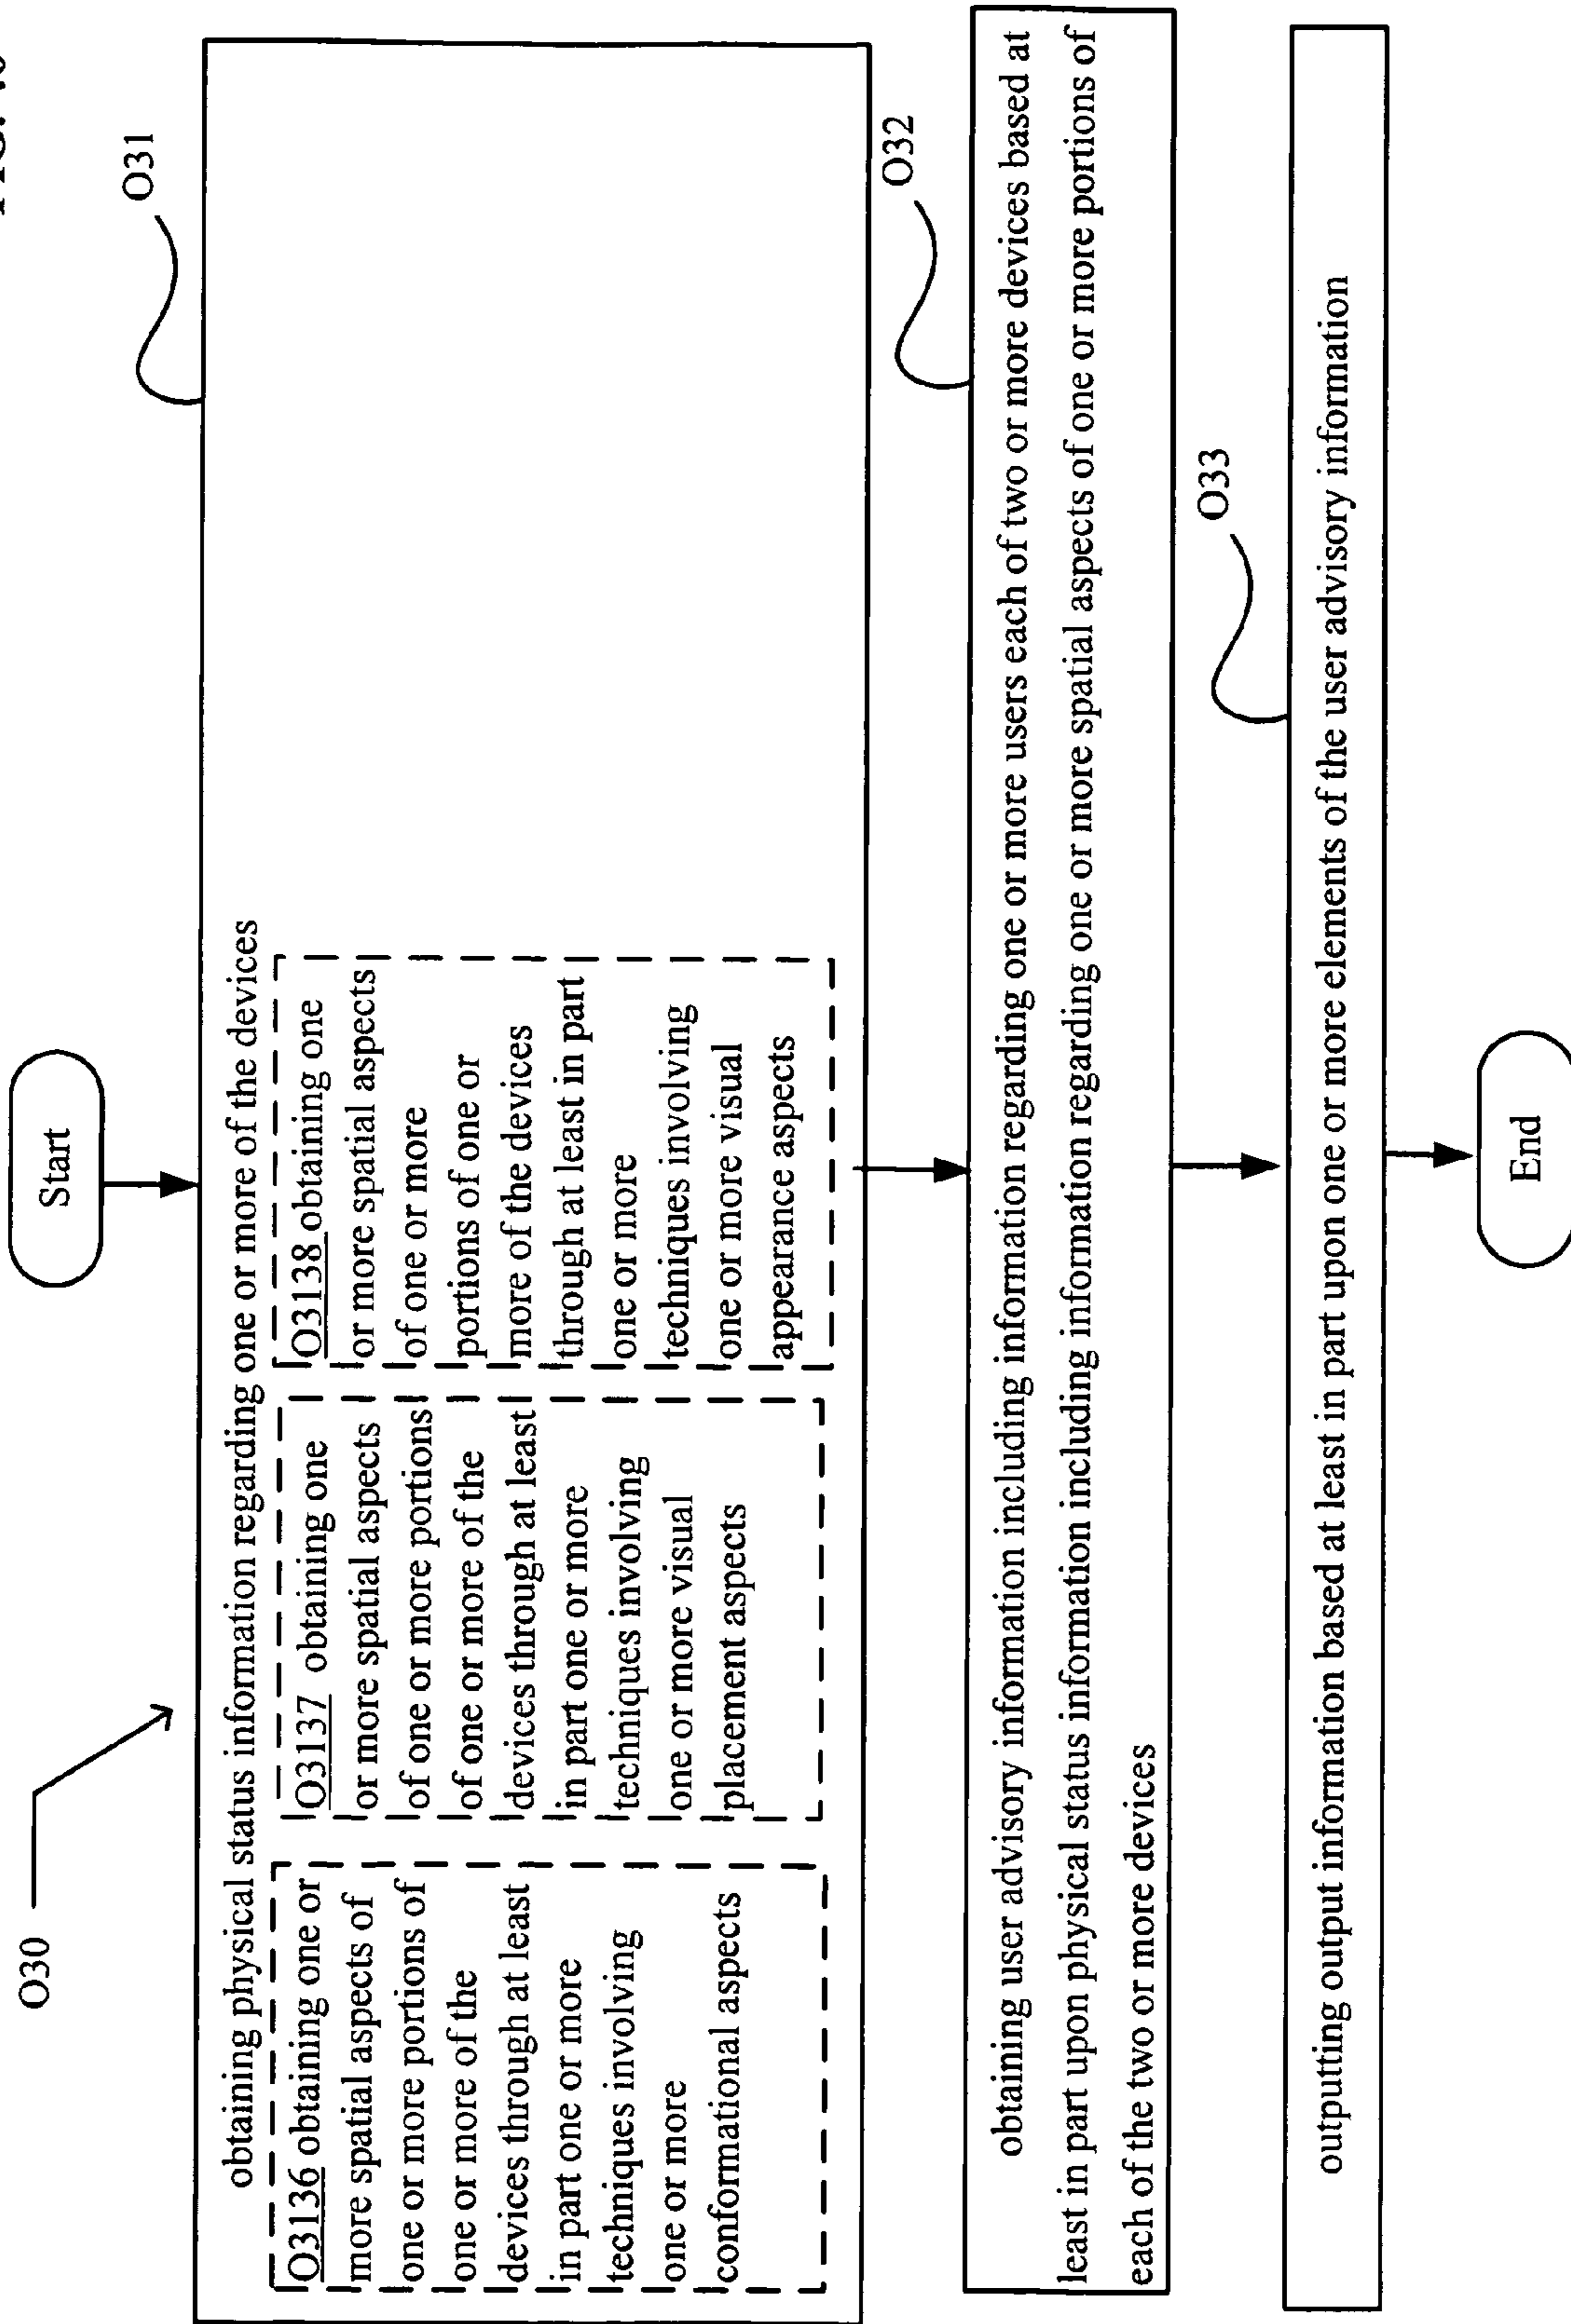 O30
Start
O31
obtaining physical status information regarding one or more of the devices
O3136 obtaining one or
more spatial aspects of
one or more portions of
one or more of the
devices through at least
in part one or more
techniques involving
one or more
conformational aspects
O3137 obtaining one
or more spatial aspects
of one or more portions
of one or more of the
devices through at least
in part one or more
techniques involving
one or more visual
placement aspects
O3138 obtaining one
or more spatial aspects
of one or more
portions of one or
more of the devices
through at least in part
one or more
techniques involving
one or more visual
appearance aspects
O32
obtaining user advisory information including information regarding one or more users each of two or more devices based at
least in part upon physical status information including information regarding one or more spatial aspects of one or more portions of
each of the two or more devices
O33
outputing output information based at least in part upon one or more elements of the user advisory information
End